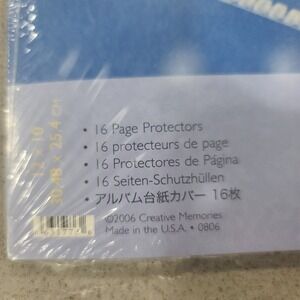 • 16 Page Protectors
• 16 protecteurs de page
• 16 Protectores de Página
• 16 Seiten-Schutzhüllen
• アルバム台紙カバー 16枚
©2006 Creative Memories
Made in the U.S.A. • 0806